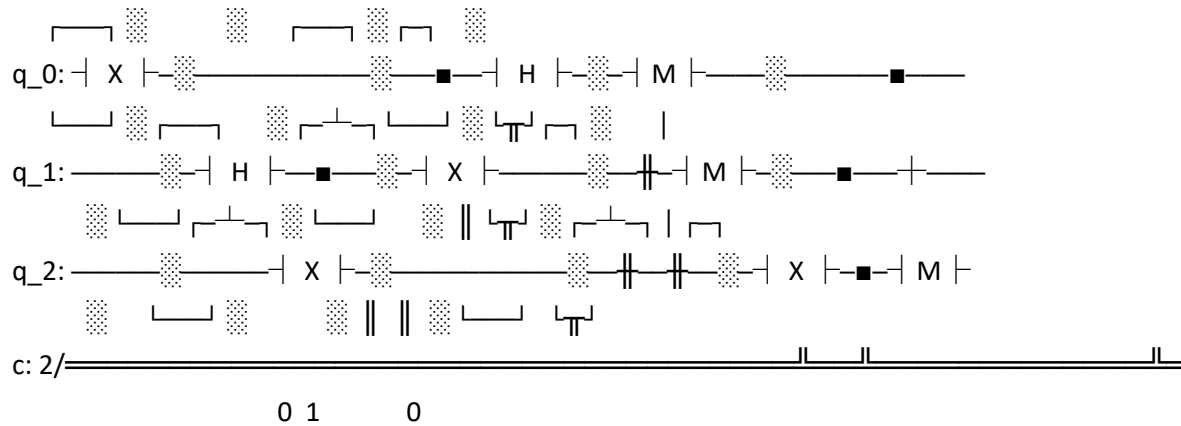 ┌───┐ ░ ░ ┌───┐ ░ ┌─┐ ░
q_0: ┤ X ├─░────────────░───■──┤ H ├─░─┤M├──────░─────────■────
└───┘ ░ ┌───┐ ░ ┌─┴─┐└───┘ ░ └╥┘┌─┐ ░ |
q_1: ──────░─┤ H ├──■───░─┤ X ├───────░──╫─┤M├─░───■───┼────
░ └───┘┌─┴─┐ ░ └───┘ ░ ║ └╥┘ ░ ┌─┴─┐ | ┌─┐
q_2: ──────░──────┤ X ├─░────────────░──╫──╫──░─┤ X ├─■─┤M├
░ └───┘ ░ ░ ║ ║ ░ └───┘ └╥┘
c: 2/══════════════════════════════════════╩══╩═════════════╩═
0 1 0